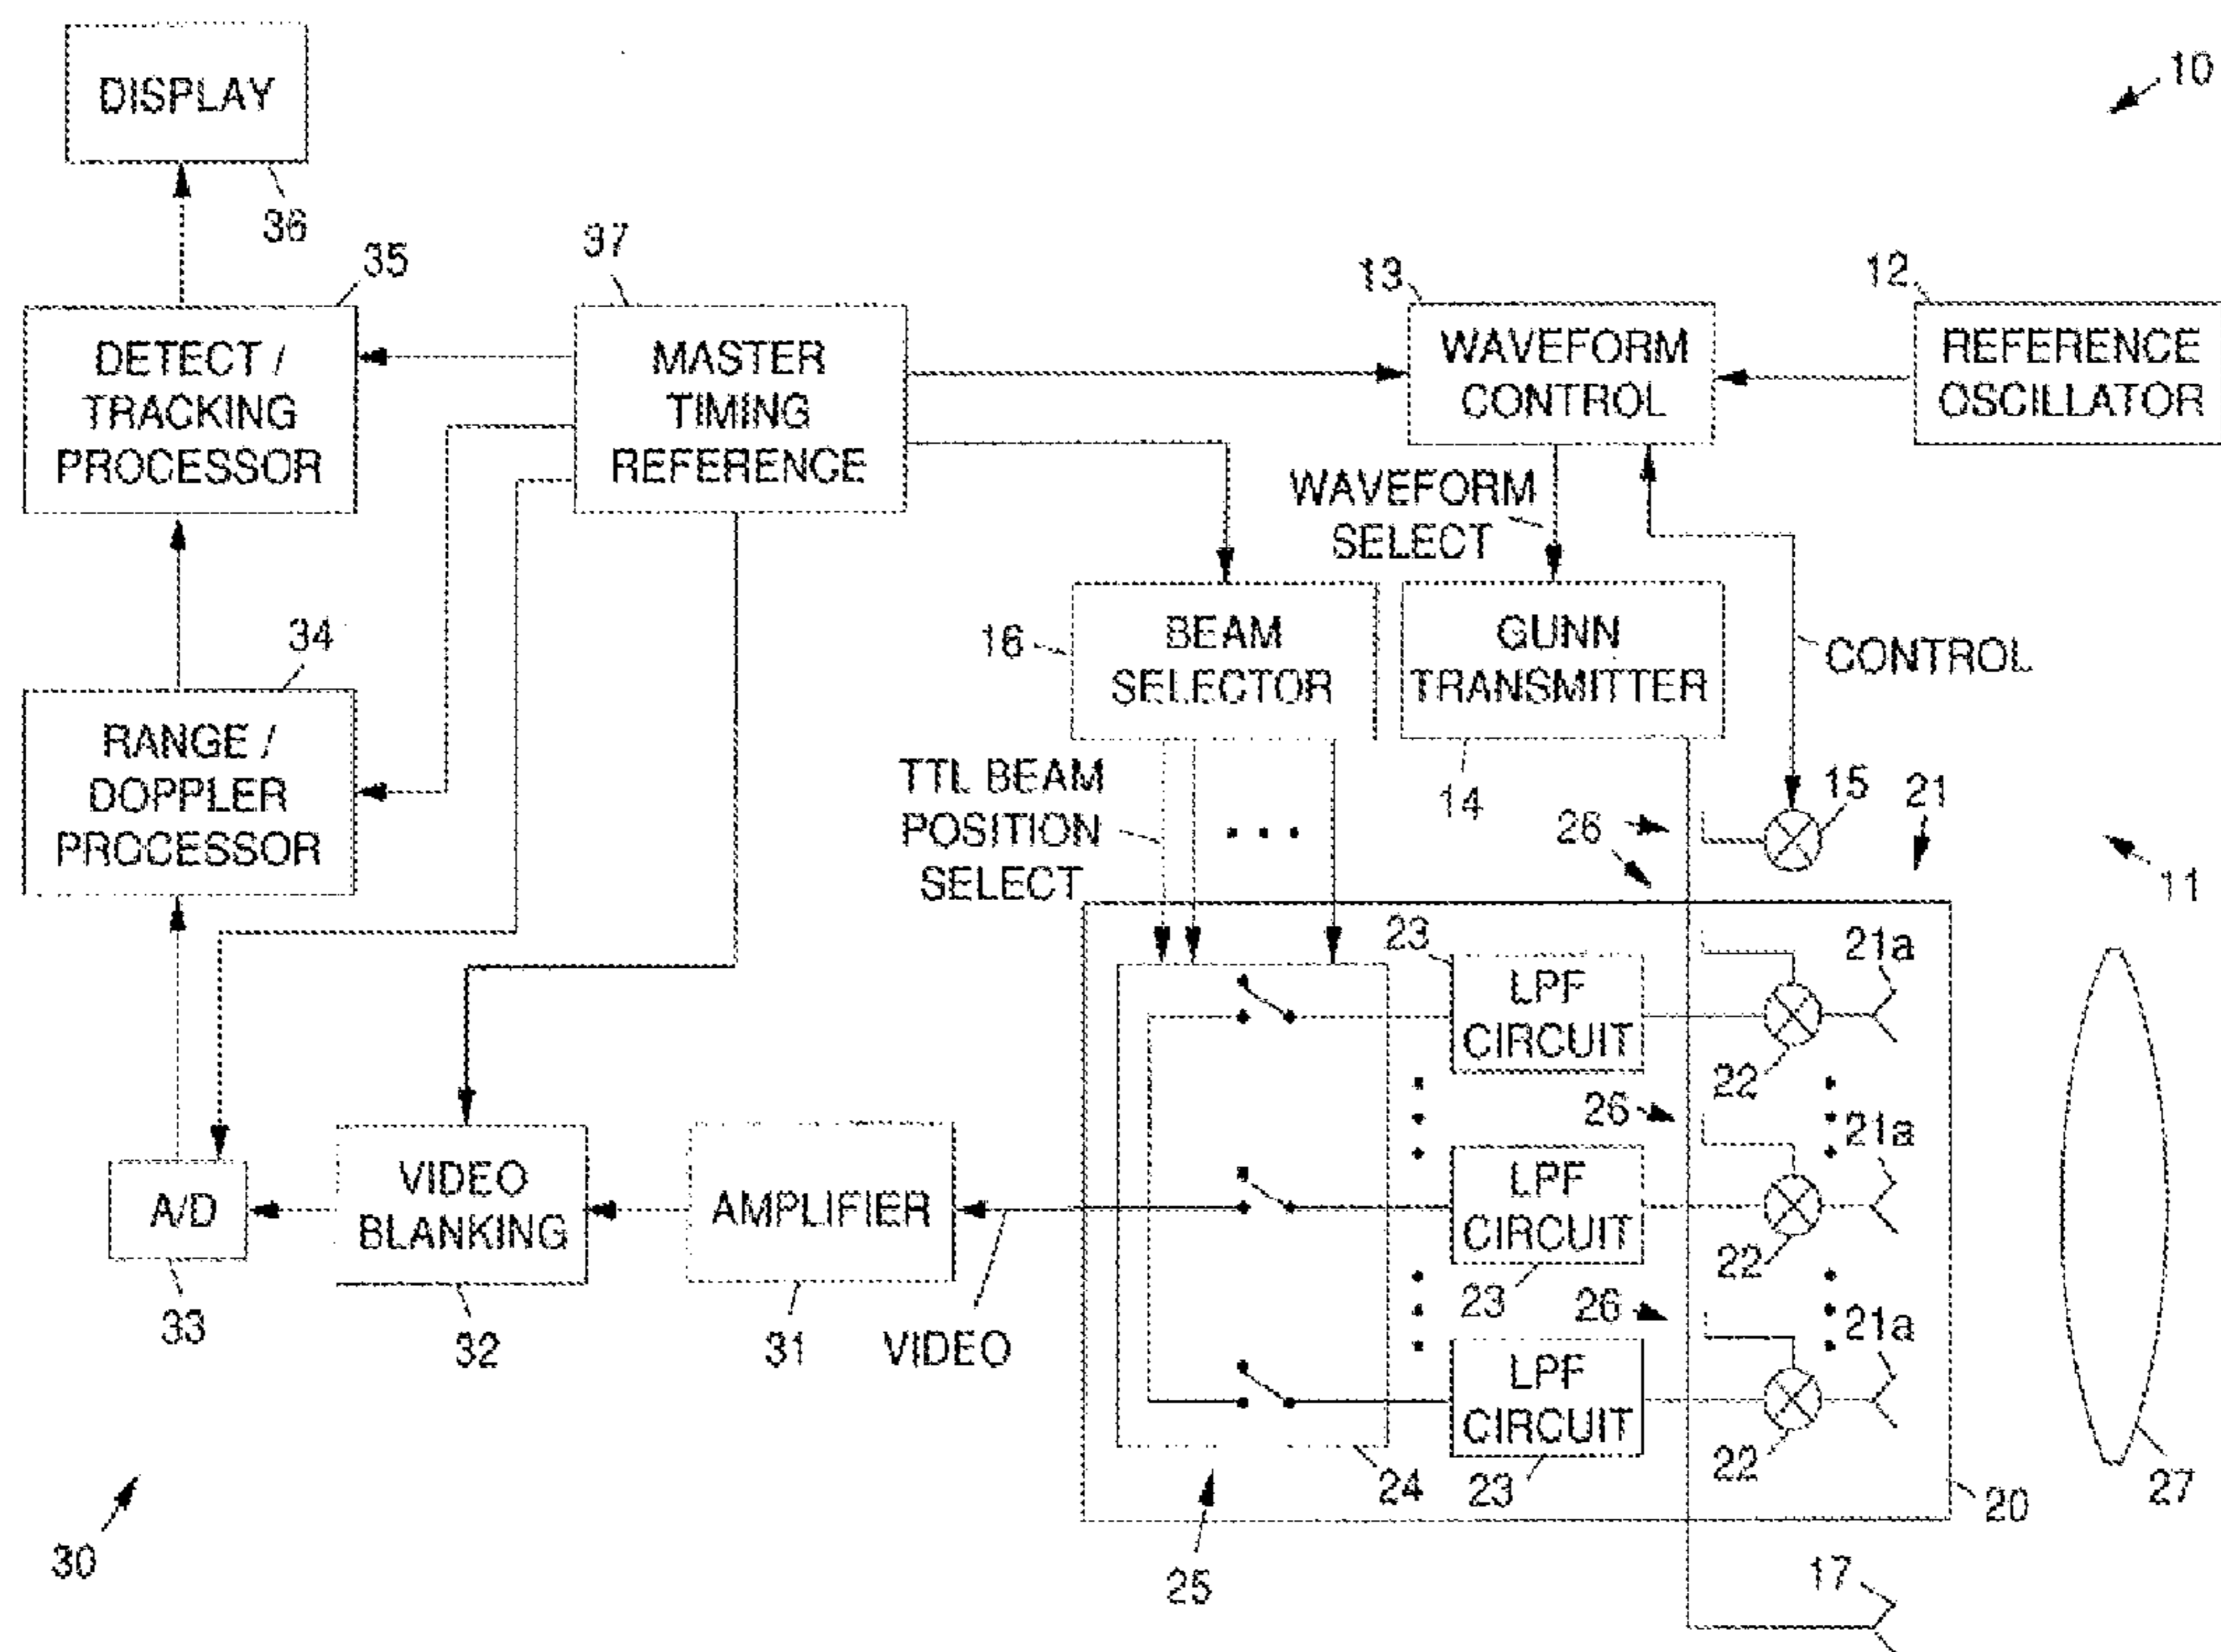 DISPLAY
10
36
35
37
13
12
DETECT /
TRACKING
PROCESSOR
MASTER
TIMING
REFERENCE
WAVEFORM
CONTROL
REFERENCE
OSCILLATOR
WAVEFORM
SELECT
34
16
BEAM
SELECTOR
GUNN
TRANSMITTER
CONTROL
RANGE /
DOPPLER
PROCESSOR
TTL BEAM
POSITION
SELECT
14
26
15
21
11
23
LPF
CIRCUIT
21a
22
26
21a
A/D
VIDEO
BLANKING
AMPLIFIER
LPF
CIRCUIT
22
33
32
31
VIDEO
23
26
21a
LPF
CIRCUIT
22
24
23
20
27
30
25
17